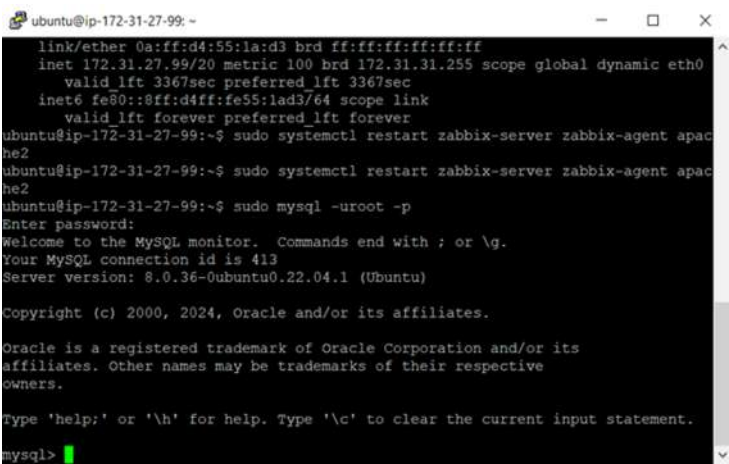 ubuntu@ip-172-31-27-99: ~
link/ether 0a:ff:d4:55:1a:d3 brd ff:ff:ff:ff:ff:ff
inet 172.31.27.99/20 metric 100 brd 172.31.31.255 scope global dynamic eth0
valid_lft 3367sec preferred_lft 3367sec
inet6 fe80::8ff:d4ff:fe55:1ad3/64 scope link
valid_lft forever preferred_lft forever
ubuntu@ip-172-31-27-99:~$ sudo systemctl restart zabbix-server zabbix-agent apac
he2
ubuntu@ip-172-31-27-99:~$ sudo systemctl restart zabbix-server zabbix-agent apac
he2
ubuntu@ip-172-31-27-99:~$ sudo mysql -uroot -p
Enter password:
Welcome to the MySQL monitor.  Commands end with ; or \g.
Your MySQL connection id is 413
Server version: 8.0.36-0ubuntu0.22.04.1 (Ubuntu)
Copyright (c) 2000, 2024, Oracle and/or its affiliates.
Oracle is a registered trademark of Oracle Corporation and/or its
affiliates. Other names may be trademarks of their respective
owners.
Type 'help;' or '\h' for help. Type '\c' to clear the current input statement.
mysql>